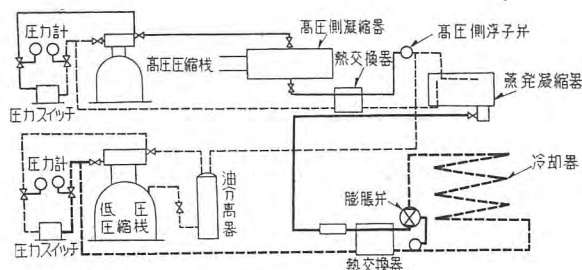 圧力計
高圧側凝縮器
高圧側浮子弁
熱交換器
高圧圧縮桟
蒸発凝縮器
圧力スイッチ
圧力計
油分離器
冷却器
膨脹弁
低圧
圧縮桟
圧力スイッチ
熱交換器